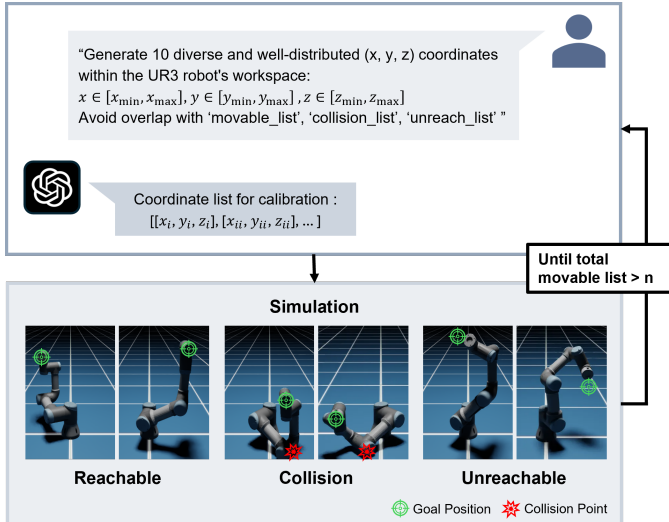 “Generate 10 diverse and well-distributed (x, y, z) coordinates
within the UR3 robot's workspace:
x ∈ [x_min, x_max], y ∈ [y_min, y_max] , z ∈ [z_min, z_max]
Avoid overlap with ‘movable_list’, ‘collision_list’, ‘unreach_list’ ”
Coordinate list for calibration :
[[x_i, y_i, z_i], [x_ii, y_ii, z_ii], … ]
Until total
movable list > n
Simulation
Reachable
Collision
Unreachable
Goal Position
Collision Point